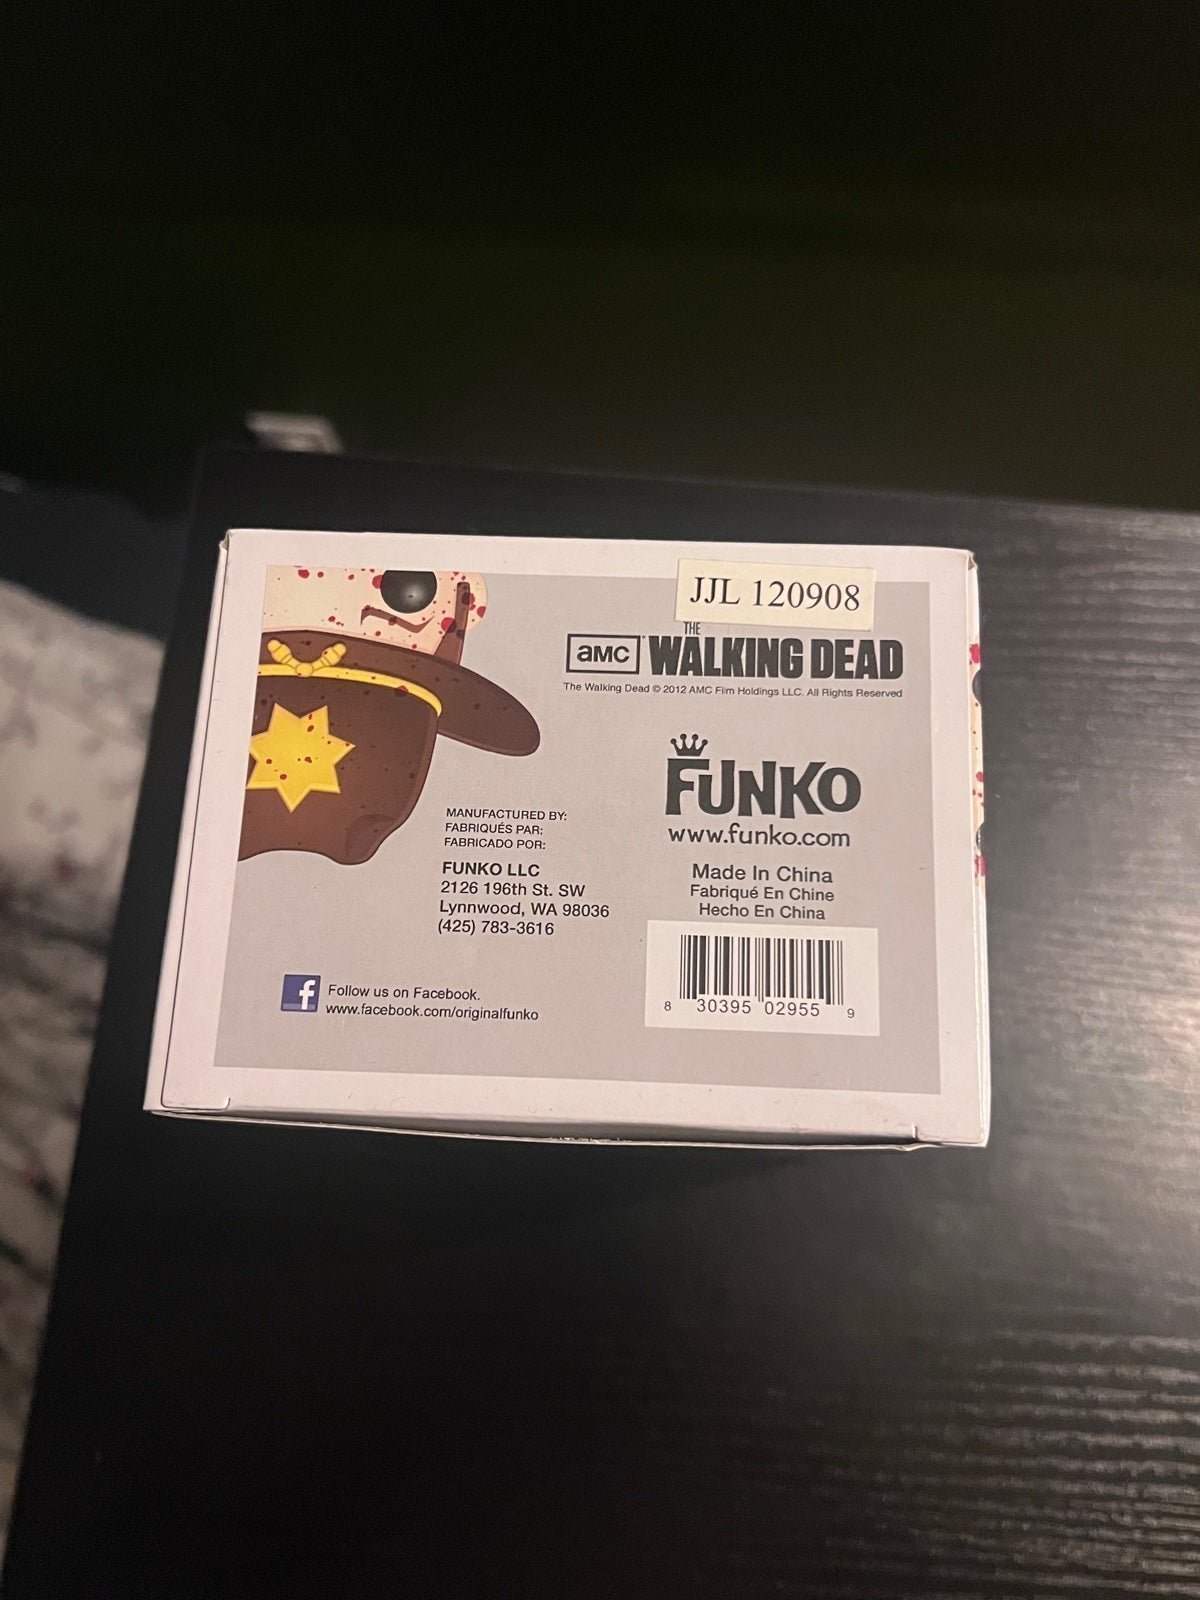 JJL 120908
THE
aMC WALKING DEAD
The Walking Dead © 2012 AMC Film Holdings LLC. All Rights Reserved
FUNKO
www.funko.com
MANUFACTURED BY:
FABRIQUÉS PAR:
FABRICADO POR:
FUNKO LLC
2126 196th St. SW
Lynnwood, WA 98036
(425) 783-3616
Made In China
Fabriqué En Chine
Hecho En China
8 30395 02955 9
f Follow us on Facebook.
www.facebook.com/originalfunko